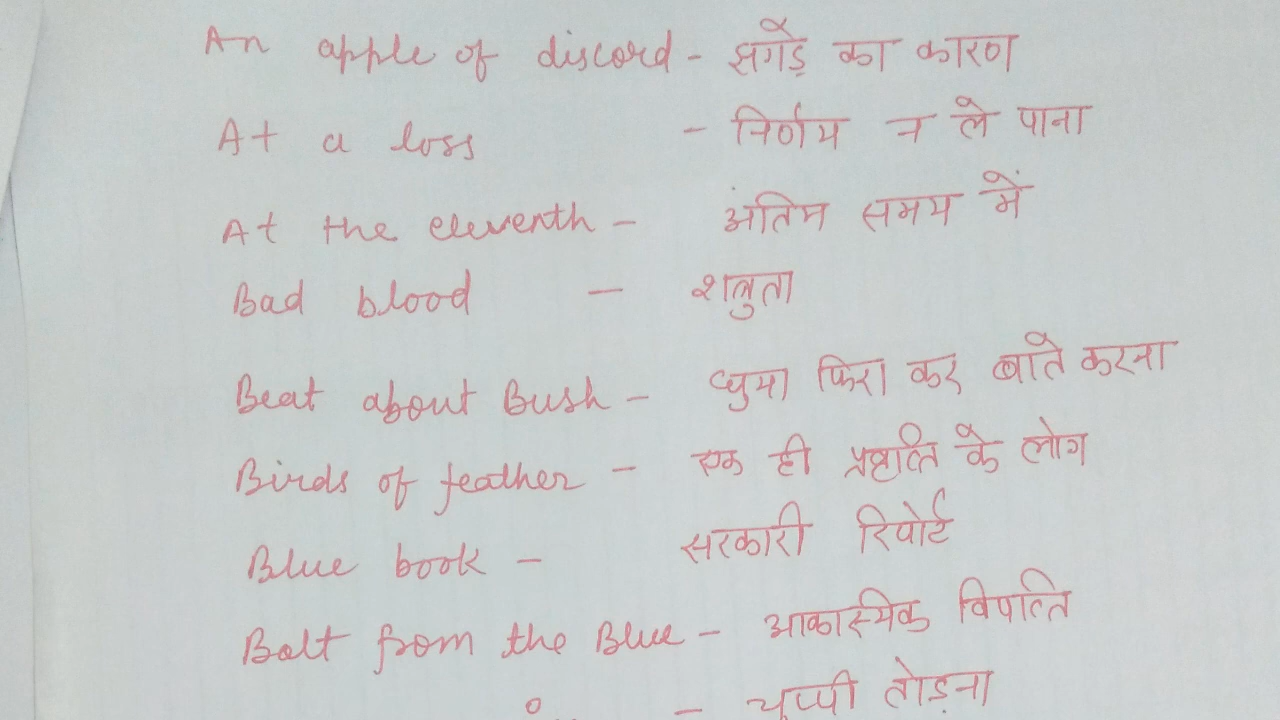 An apple of discord - झगड़े का कारण
At a loss - निर्णय न ले पाना
At the eleventh - अंतिम समय में
Bad blood - शत्रुता
Beat about Bush - घुमा फिरा कर बाते करना
Birds of feather - एक ही प्रवृत्ति के लोग
Blue book - सरकारी रिपोर्ट
Bolt from the Blue - आकास्मिक विपत्ति
- चुप्पी तोड़ना